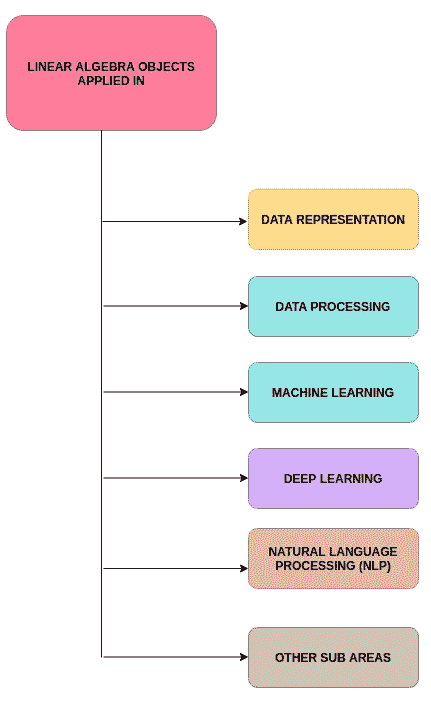 LINEAR ALGEBRA OBJECTS
APPLIED IN
DATA REPRESENTATION
DATA PROCESSING
MACHINE LEARNING
DEEP LEARNING
NATURAL LANGUAGE
PROCESSING (NLP)
OTHER SUB AREAS